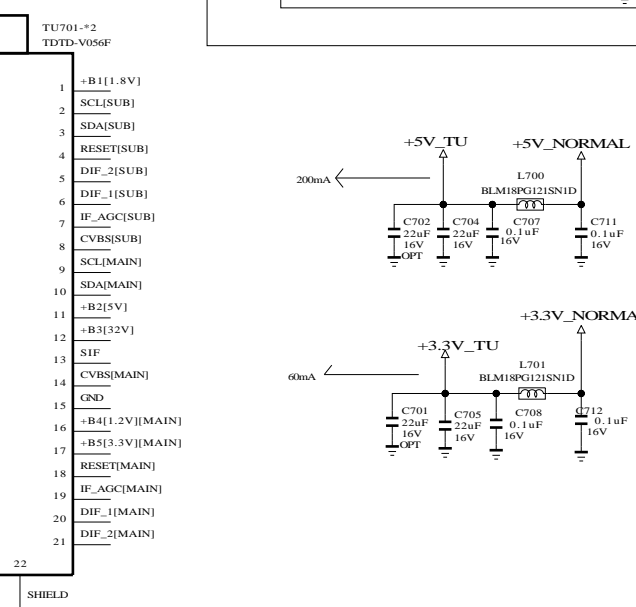 TU701-*2
TDTD-V056F
1 +B1[1.8V]
2 SCL[SUB]
3 SDA[SUB]
4 RESET[SUB]
5 DIF_2[SUB]
6 DIF_1[SUB]
7 IF_AGC[SUB]
8 CVBS[SUB]
9 SCL[MAIN]
10 SDA[MAIN]
11 +B2[5V]
12 +B3[32V]
13 SIF
14 CVBS[MAIN]
15 GND
16 +B4[1.2V][MAIN]
17 +B5[3.3V][MAIN]
18 RESET[MAIN]
19 IF_AGC[MAIN]
20 DIF_1[MAIN]
21 DIF_2[MAIN]
22
SHIELD
+5V_TU
+5V_NORMAL
200mA
L700
BLM18PG121SN1D
C702
22uF
16V
OPT
C704
22uF
16V
C707
0.1uF
16V
C711
0.1uF
16V
+3.3V_TU
+3.3V_NORMA
60mA
L701
BLM18PG121SN1D
C701
22uF
16V
OPT
C705
22uF
16V
C708
0.1uF
16V
C712
0.1uF
16V